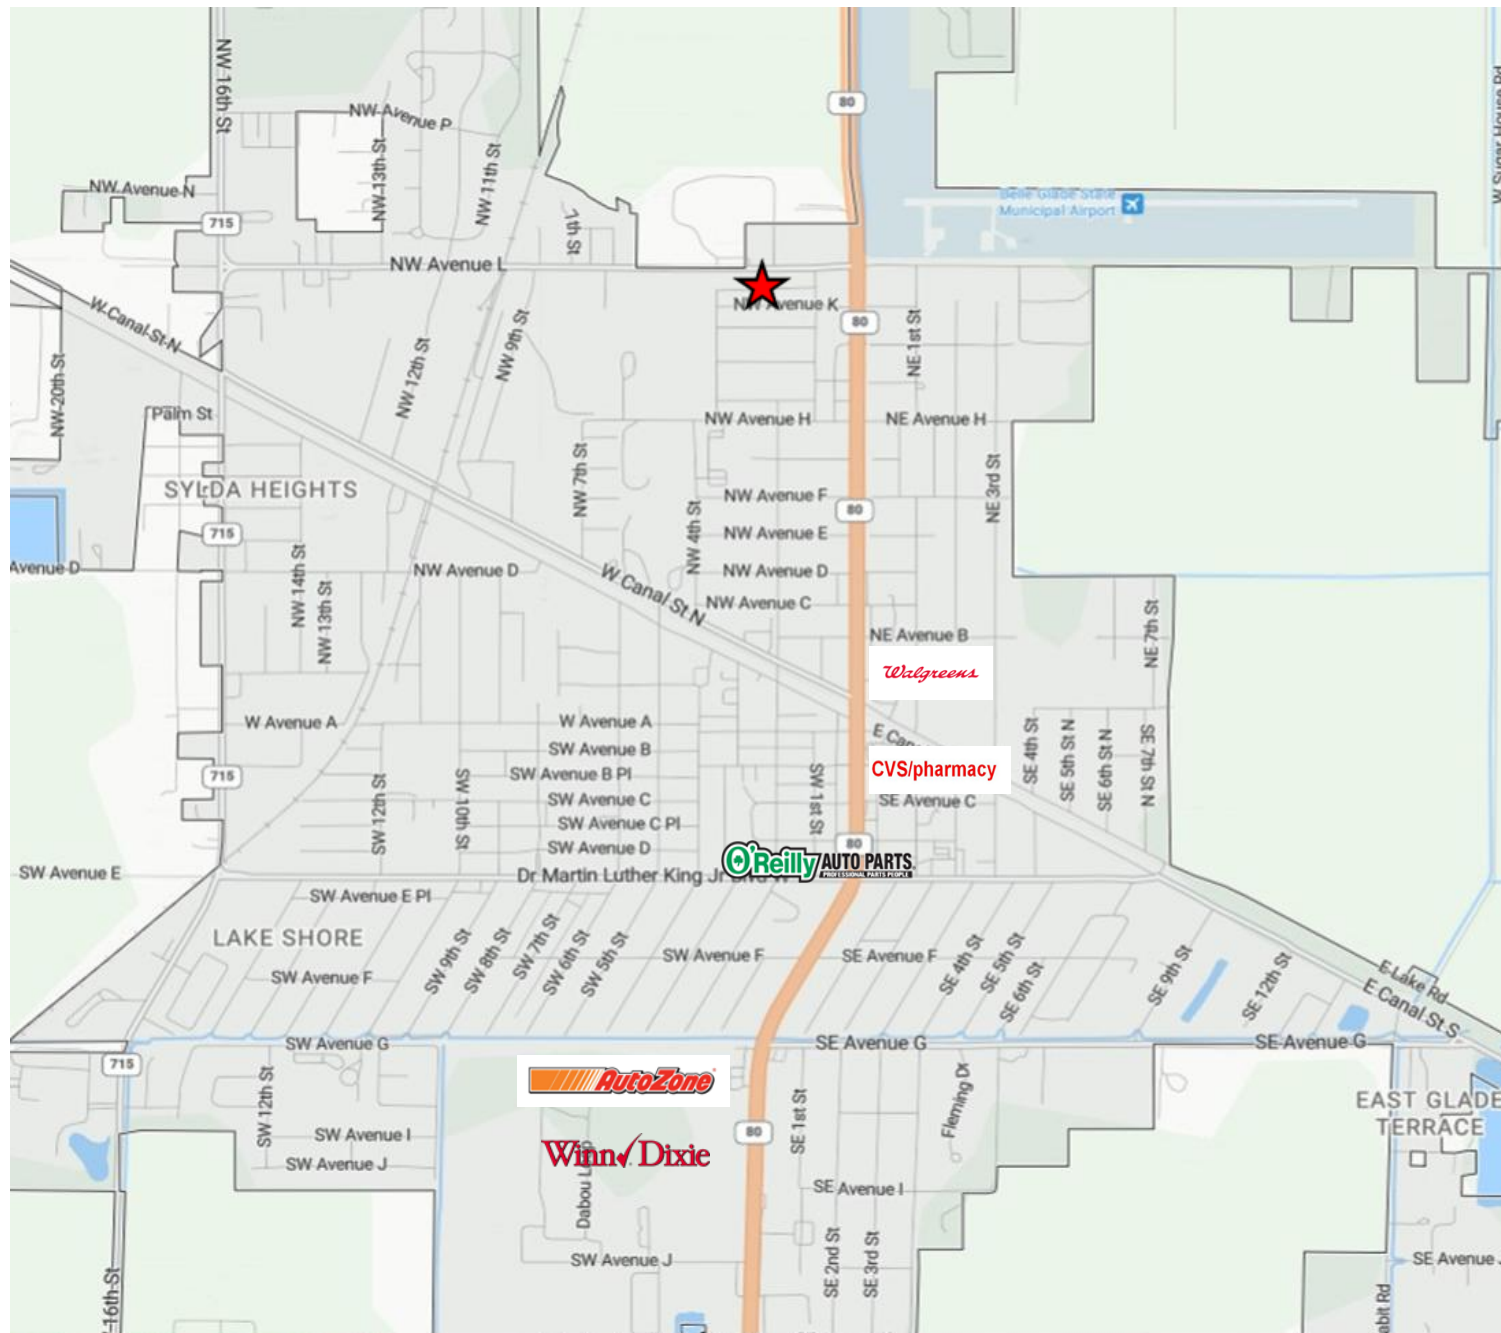 NW 16th St
80
W Sugar House Rd
NW Avenue P
NW 13th St
NW 11th St
NW Avenue N
Belle Glade State
Municipal Airport
715
NW Avenue L
W Canal St N
NW Avenue K
80
NE 1st St
NW 9th St
NW 12th St
NW 20th St
Palm St
NW Avenue H
NE Avenue H
NW 7th St
NE 3rd St
SYLDA HEIGHTS
NW Avenue F
80
NW 4th St
715
NW Avenue E
NW 14th St
Avenue D
NW Avenue D
NW Avenue D
NW 13th St
W Canal St N
NW Avenue C
NE 7th St
NE Avenue B
Walgreens
W Avenue A
W Avenue A
SE 4th St
SE 5th St N
SE 6th St N
SE 7th St N
SW Avenue B
CVS/pharmacy
715
SW Avenue B Pl
SW 1st St
SW 12th St
SW 10th St
SW Avenue C
SE Avenue C
SW Avenue C Pl
80
SW Avenue D
O'Reilly AUTO PARTS
PROFESSIONAL PARTS PEOPLE
SW Avenue E
Dr Martin Luther King Jr Blvd W
SW Avenue E Pl
LAKE SHORE
SW 9th St
SW 8th St
SW 7th St
SW 6th St
SW 5th St
SW Avenue F
SE Avenue F
SE 4th St
SE 5th St
SE 6th St
SE 9th St
SE 12th St
E Lake Rd
E Canal St S
SW Avenue F
SW Avenue G
SE Avenue G
SE Avenue G
715
AutoZone
SW 12th St
SE 1st St
Fleming Dr
EAST GLADE
TERRACE
80
SW Avenue I
Winn Dixie
SW Avenue J
SE Avenue I
SE 2nd St
SE 3rd St
SW Avenue J
SE Avenue
16th St